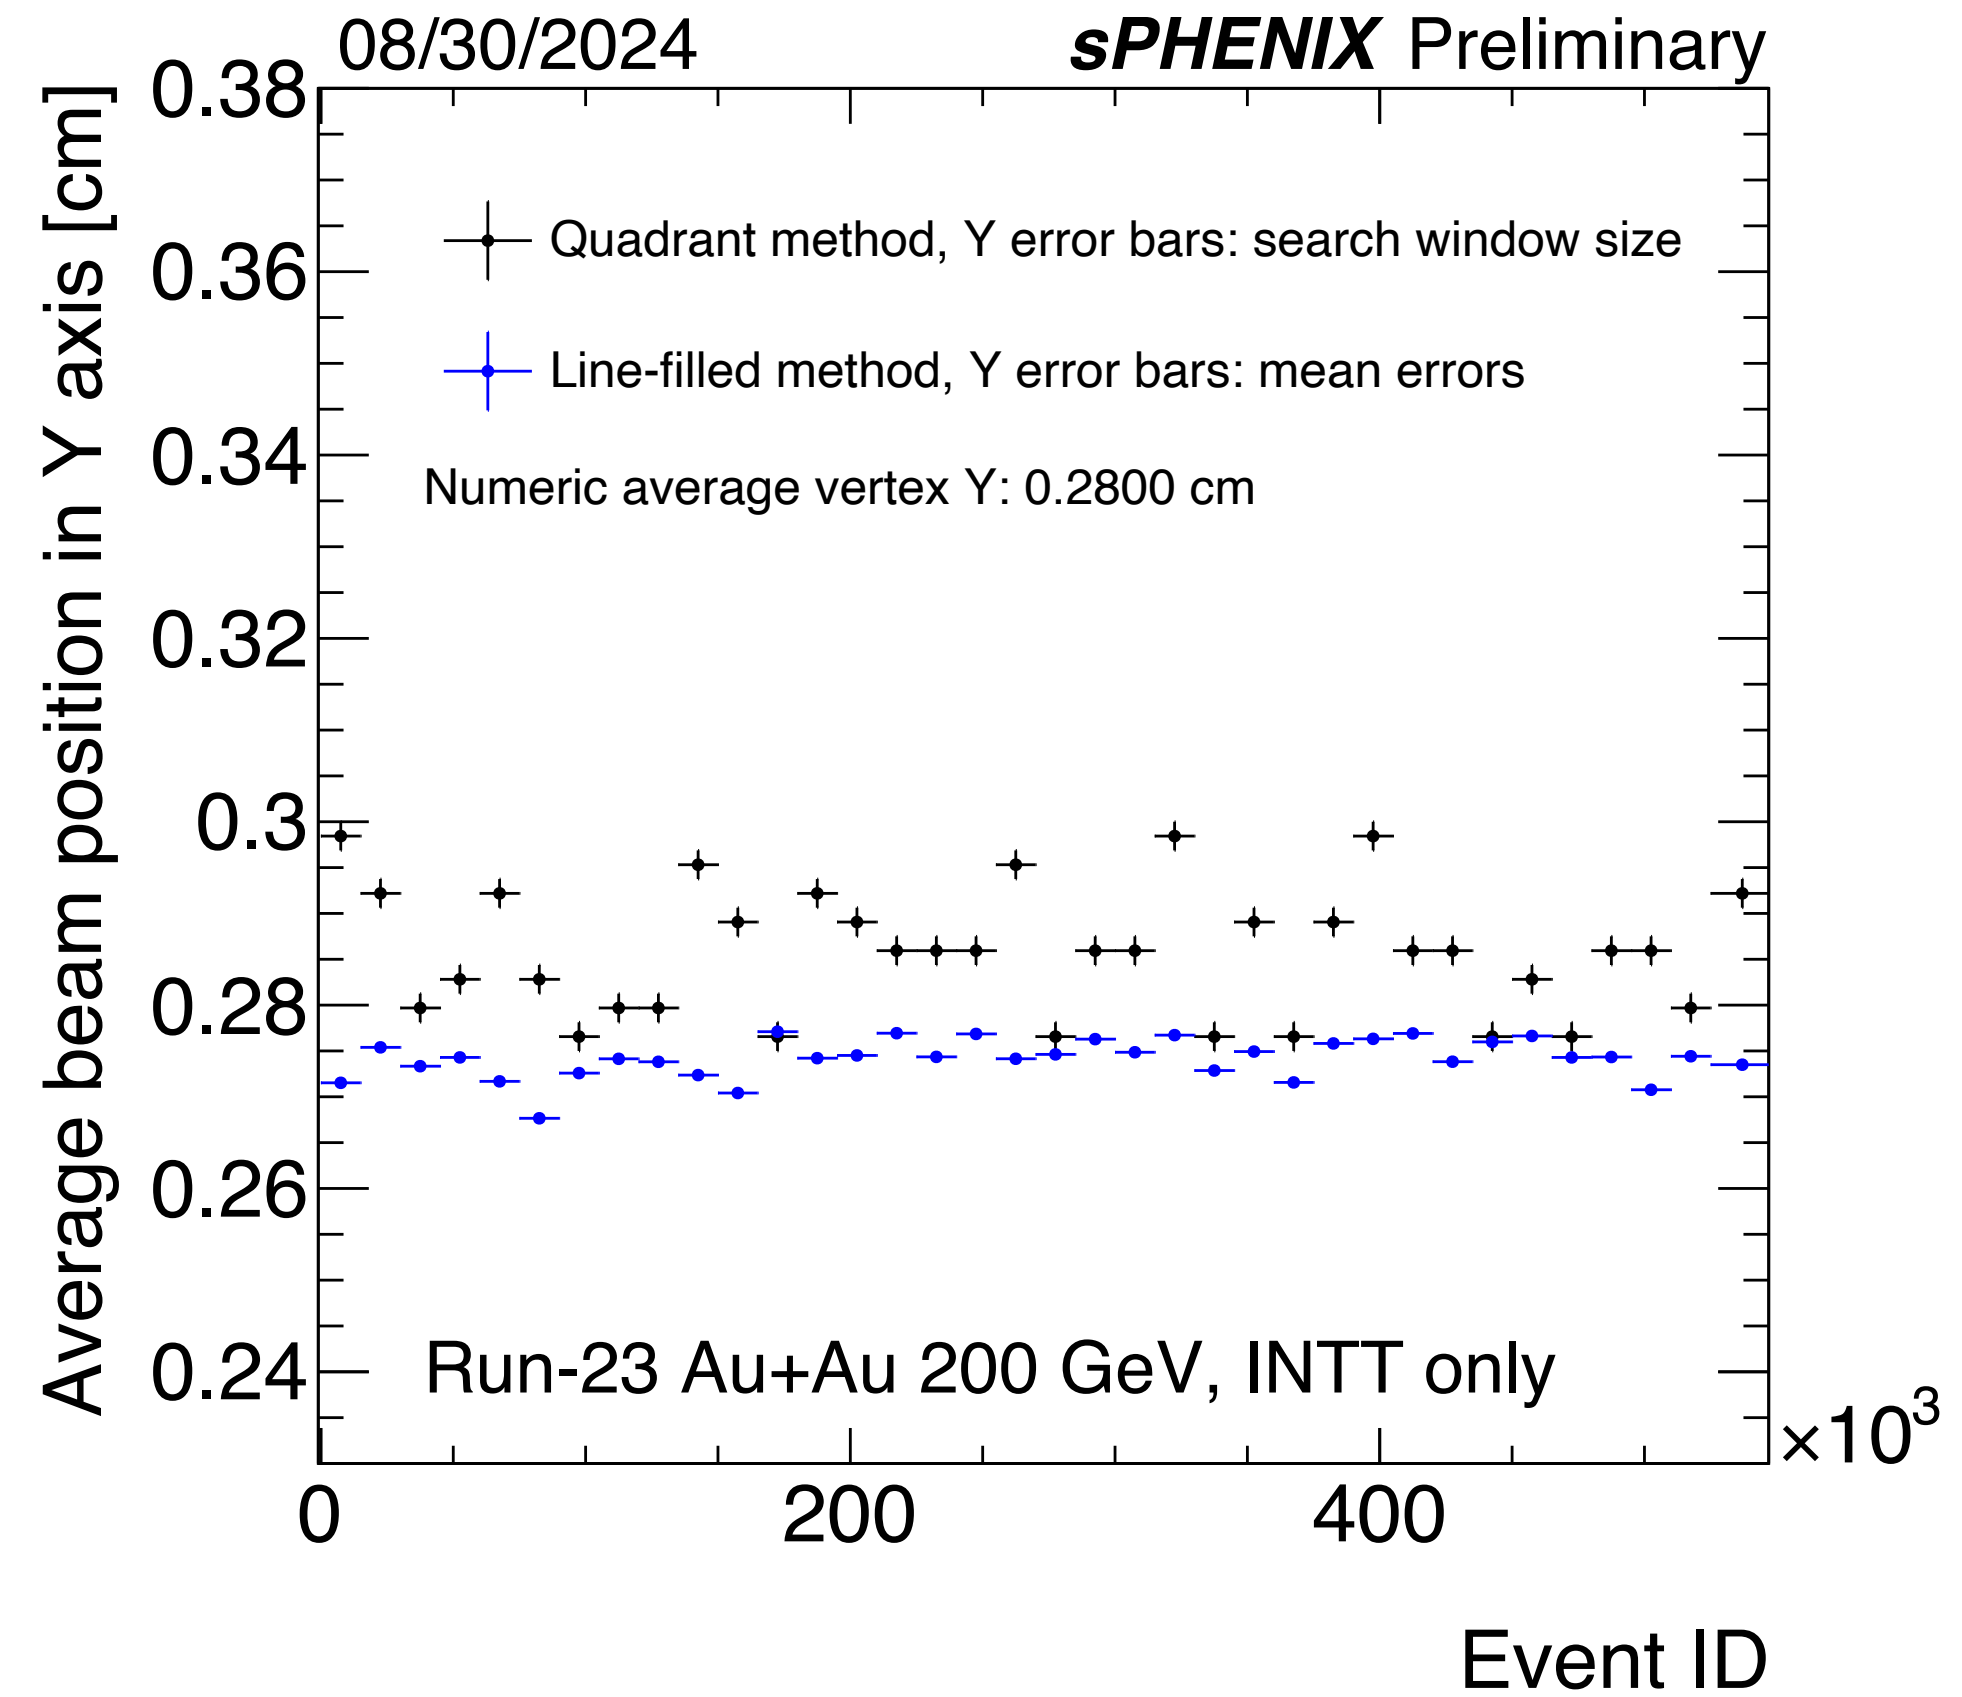 08/30/2024 sPHENIX Preliminary
Average beam position in Y axis [cm]
0.38
0.36
0.34
0.32
0.3
0.28
0.26
0.24
Quadrant method, Y error bars: search window size
Line-filled method, Y error bars: mean errors
Numeric average vertex Y: 0.2800 cm
Run-23 Au+Au 200 GeV, INTT only
×10³
0 200 400
Event ID